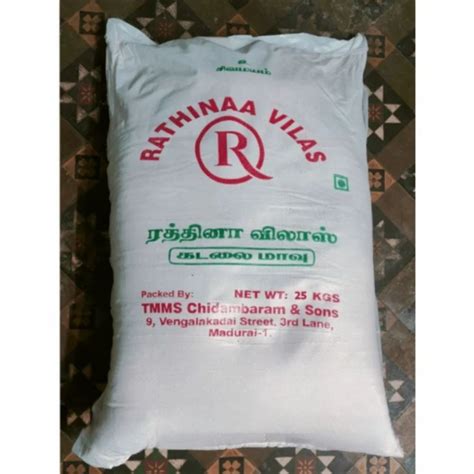 உ
சிவமயம்
RATHINAA VILAS
R
ரத்தினா விலாஸ்
கடலை மாவு
Packed By: NET WT: 25 KGS
TMMS Chidambaram & Sons
9, Vengalakadai Street, 3rd Lane,
Madurai-1.